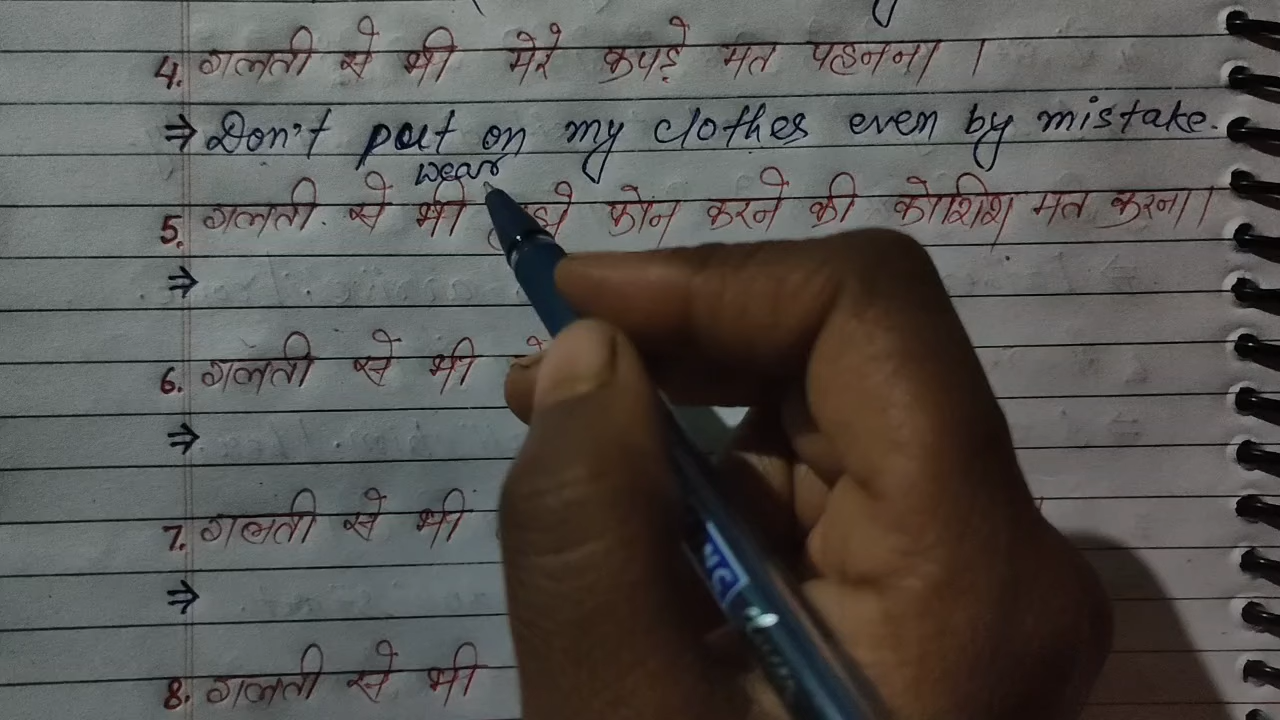 4. गलती से भी मेरे कपड़े मत पहनना ।
⇒ Don't put on my clothes even by mistake.
wear
5. गलती से भी फोन करने की कोशिश मत करना ।
⇒
6. गलती से भी
⇒
7. गलती से भी
⇒
8. गलती से भी